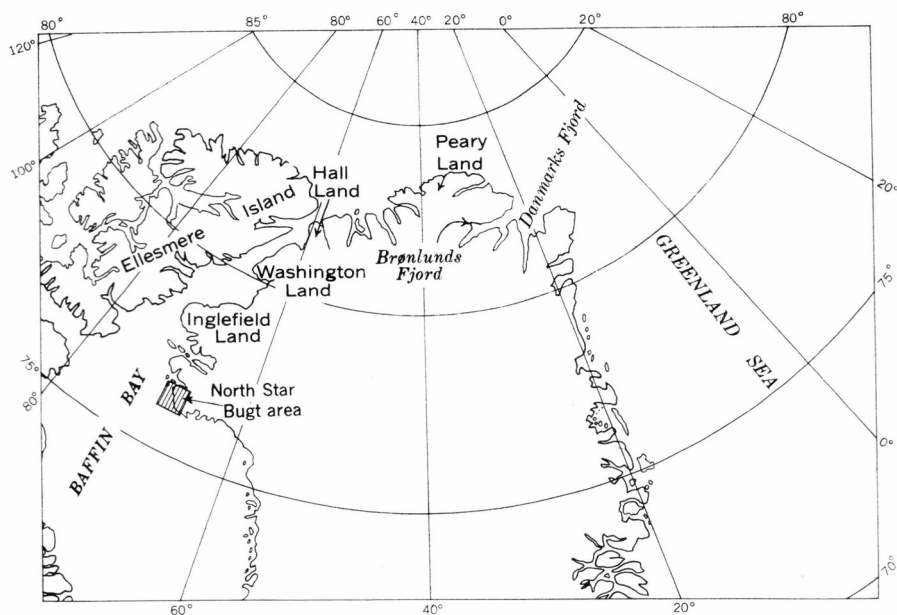 80° 85° 80° 60° 40° 20° 0° 20° 80°
120°
100°
Peary
Land
Danmarks Fjord
Hall
Land
20°
Ellesmere Island
GREENLAND SEA
Brønlunds
Fjord
Washington
Land
75°
Inglefield
Land
75°
80°
BAFFIN BAY
North Star
Bugt area
0°
70°
60° 40° 20°